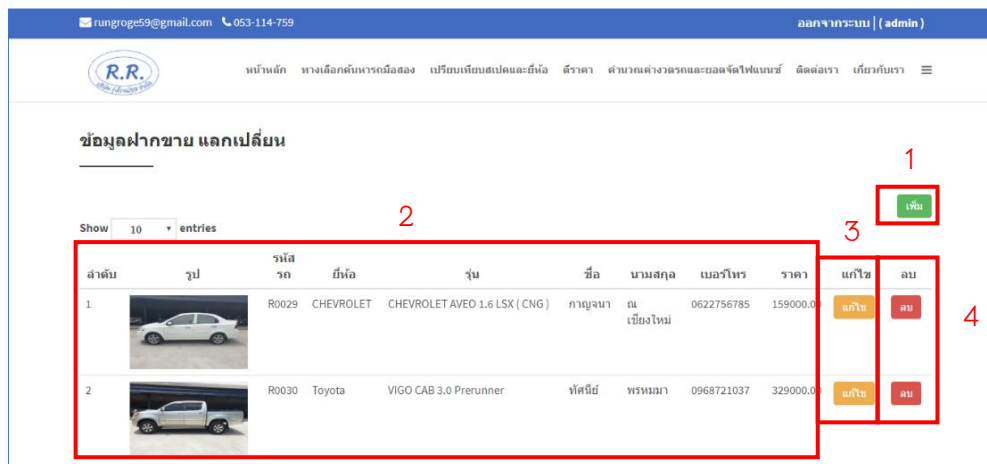 rungroge59@gmail.com 053-114-759 ออกจากระบบ | ( admin )
R.R. หน้าหลัก ทางเลือกค้นหารถมือสอง เปรียบเทียบสเปคและยี่ห้อ ตีราคา คำนวณค่างวดรถและยอดจัดไฟแนนซ์ ติดต่อเรา เกี่ยวกับเรา
ข้อมูลฝากขาย แลกเปลี่ยน
1
เพิ่ม
Show 10 entries
2
3
ลำดับ รูป รหัสรถ ยี่ห้อ รุ่น ชื่อ นามสกุล เบอร์โทร ราคา แก้ไข ลบ
1 R0029 CHEVROLET CHEVROLET AVEO 1.6 LSX ( CNG ) กาญจนา ณ เชียงใหม่ 0622756785 159000.00 แก้ไข ลบ
4
2 R0030 Toyota VIGO CAB 3.0 Prerunner ทัศนีย์ พรหมมา 0968721037 329000.00 แก้ไข ลบ